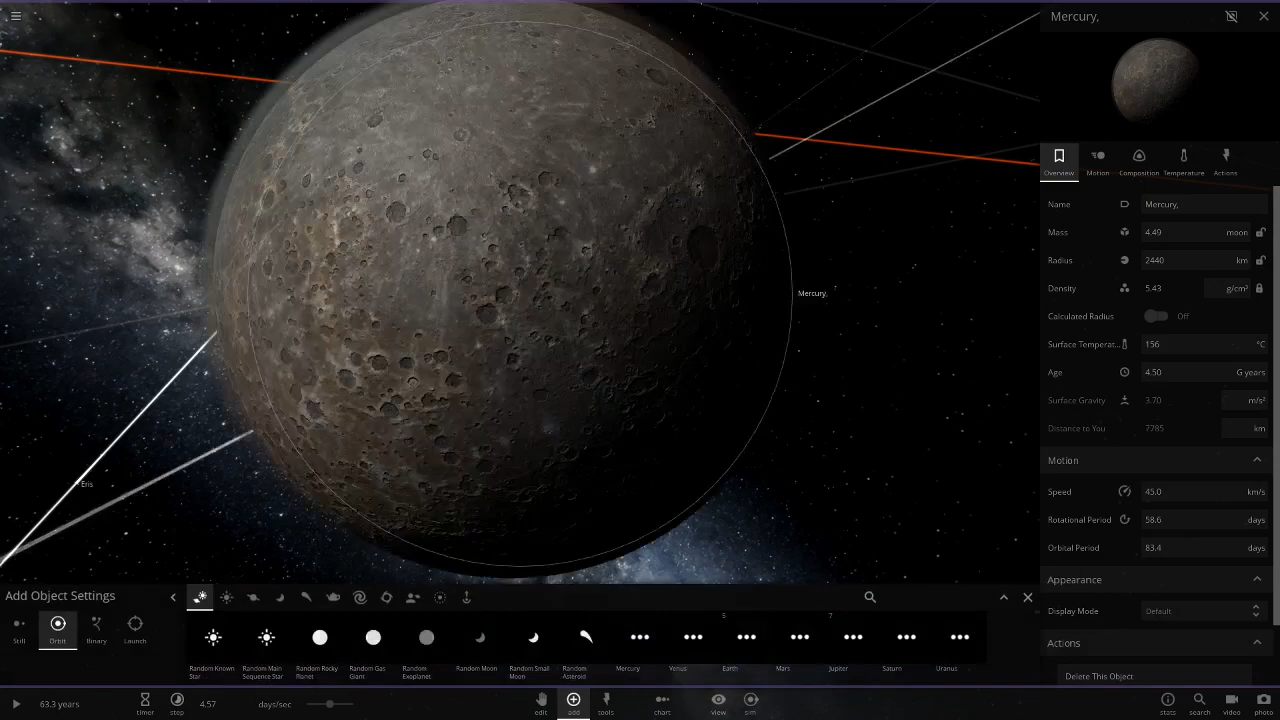 Mercury,
Overview
Motion
Composition
Temperature
Actions
Name
Mercury,
Mass
4.49
moon
Radius
2440
km
Density
5.43
g/cm³
Calculated Radius
Off
Surface Temperat...
156
°C
Age
4.50
G years
Surface Gravity
3.70
m/s²
Distance to You
7785
km
Motion
Speed
45.0
km/s
Rotational Period
58.6
days
Orbital Period
83.4
days
Appearance
Display Mode
Default
Actions
Delete This Object
Mercury,
Eris
Add Object Settings
Still
Orbit
Binary
Launch
5
7
Random Known
Star
Random Main
Sequence Star
Random Rocky
Planet
Random Gas
Giant
Random
Exoplanet
Random Moon
Random Small
Moon
Random
Asteroid
Mercury
Venus
Earth
Mars
Jupiter
Saturn
Uranus
63.3 years
timer
step
4.57
days/sec
edit
add
tools
chart
view
sim
stats
search
video
photo